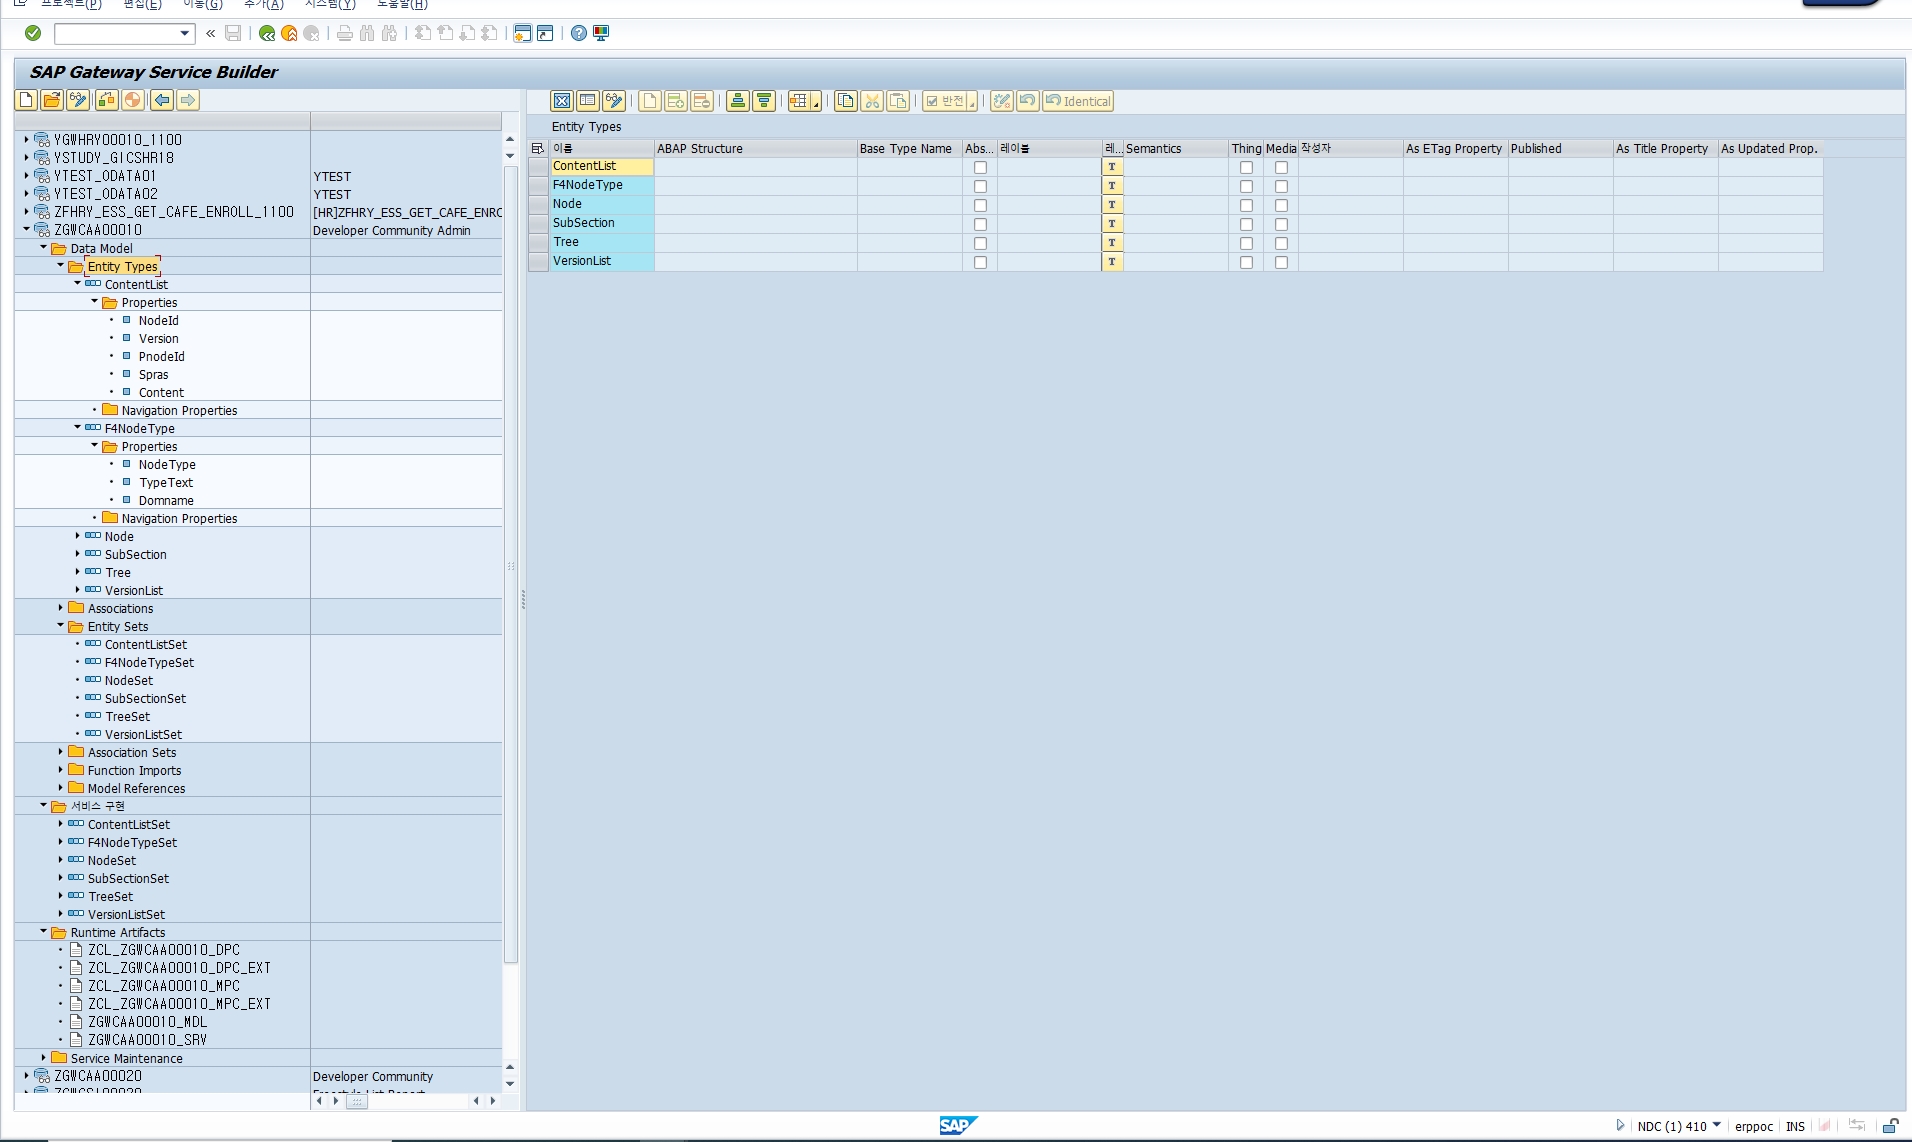 프로젝트(P) 편집(E) 이동(G) 추가(A) 시스템(Y) 도움말(H)
SAP Gateway Service Builder
반전 Identical
Entity Types
이름 ABAP Structure Base Type Name Abs... 레이블 레... Semantics Thing Media 작성자 As ETag Property Published As Title Property As Updated Prop.
ContentList T
F4NodeType T
Node T
SubSection T
Tree T
VersionList T
YGWHRY00010_1100
YSTUDY_GICSHR18
YTEST_ODATA01 YTEST
YTEST_ODATA02 YTEST
ZFHRY_ESS_GET_CAFE_ENROLL_1100 [HR]ZFHRY_ESS_GET_CAFE_ENRO
ZGWCAA00010 Developer Community Admin
Data Model
Entity Types
ContentList
Properties
NodeId
Version
PnodeId
Spras
Content
Navigation Properties
F4NodeType
Properties
NodeType
TypeText
Domname
Navigation Properties
Node
SubSection
Tree
VersionList
Associations
Entity Sets
ContentListSet
F4NodeTypeSet
NodeSet
SubSectionSet
TreeSet
VersionListSet
Association Sets
Function Imports
Model References
서비스 구현
ContentListSet
F4NodeTypeSet
NodeSet
SubSectionSet
TreeSet
VersionListSet
Runtime Artifacts
ZCL_ZGWCAA00010_DPC
ZCL_ZGWCAA00010_DPC_EXT
ZCL_ZGWCAA00010_MPC
ZCL_ZGWCAA00010_MPC_EXT
ZGWCAA00010_MDL
ZGWCAA00010_SRV
Service Maintenance
ZGWCAA00020 Developer Community
SAP NDC (1) 410 erppoc INS